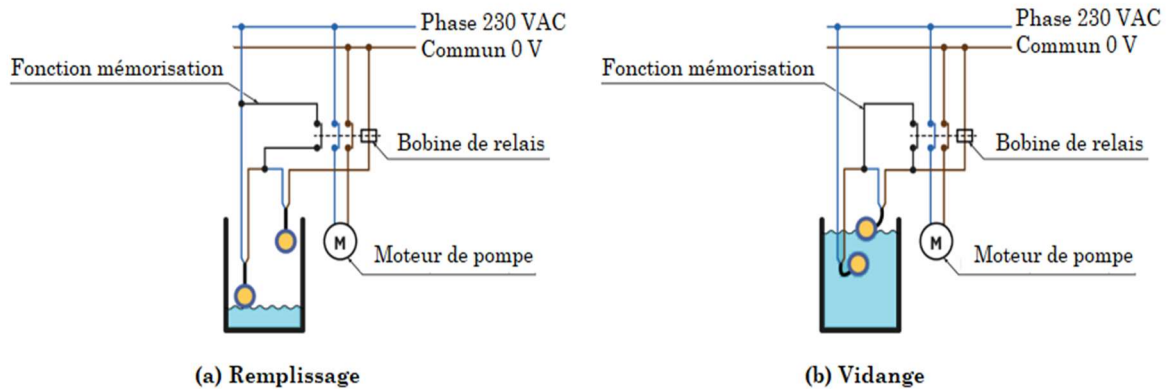 Phase 230 VAC
Commun 0 V
Fonction mémorisation
Bobine de relais
M
Moteur de pompe
(a) Remplissage
Phase 230 VAC
Commun 0 V
Fonction mémorisation
Bobine de relais
M
Moteur de pompe
(b) Vidange